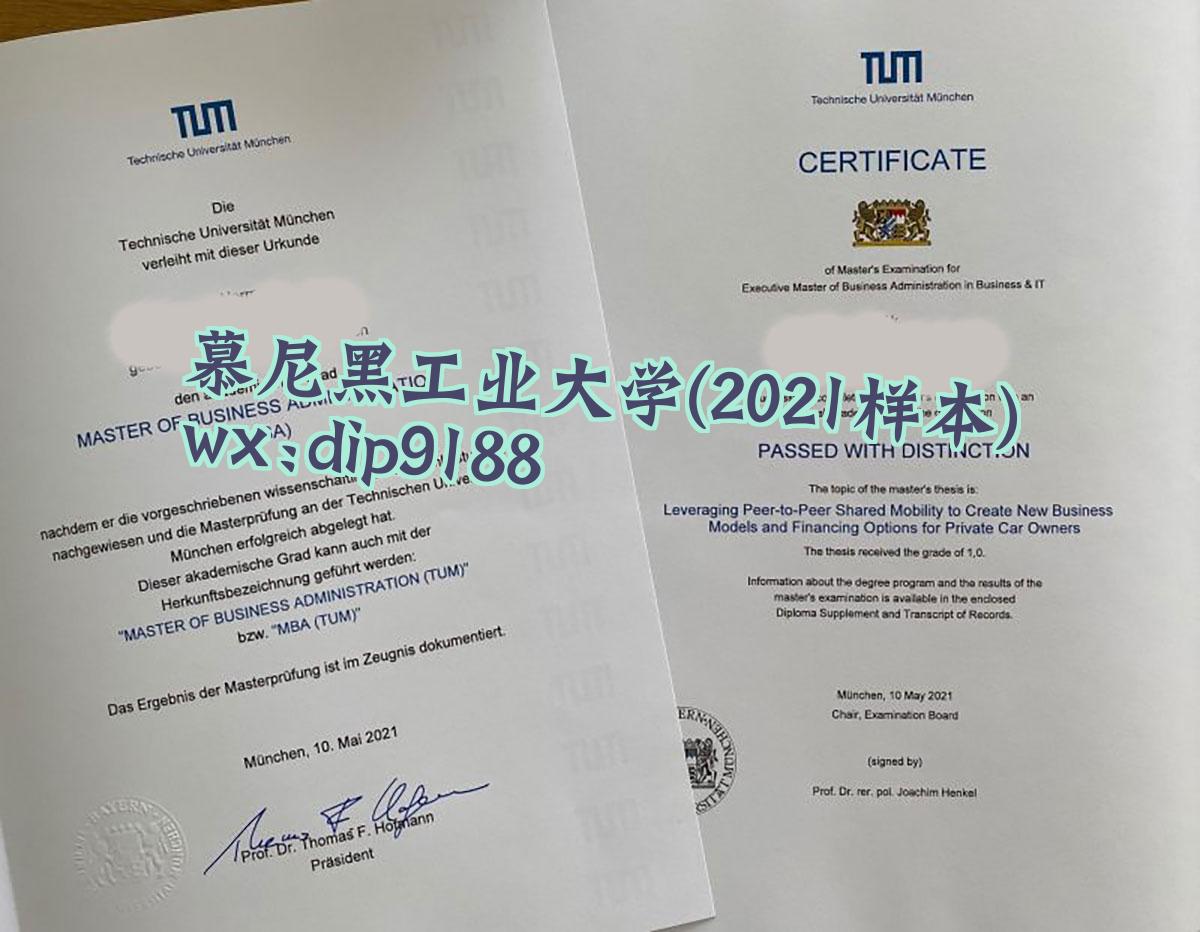 TUM
Technische Universität München
Die
Technische Universität München
verleiht mit dieser Urkunde
den
MASTER OF BUSINESS
nachdem er die vorgeschriebenen
nachgewiesen und die Masterprüfung an der Technischen
München erfolgreich abgelegt hat.
Dieser akademische Grad kann auch mit der
Herkunftsbezeichnung geführt werden:
"MASTER OF BUSINESS ADMINISTRATION (TUM)"
bzw. "MBA (TUM)"
Das Ergebnis der Masterprüfung ist im Zeugnis dokumentiert.
München, 10. Mai 2021
Prof. Dr. Thomas F. Hofmann
Präsident
TUM
Technische Universität München
CERTIFICATE
of Master's Examination for
Executive Master of Business Administration in Business & IT
PASSED WITH DISTINCTION
The topic of the master's thesis is:
Leveraging Peer-to-Peer Shared Mobility to Create New Business
Models and Financing Options for Private Car Owners
The thesis received the grade of 1,0.
Information about the degree program and the results of the
master's examination is available in the enclosed
Diploma Supplement and Transcript of Records.
München, 10 May 2021
Chair, Examination Board
(signed by)
Prof. Dr. rer. pol. Joachim Henkel
慕尼黑工业大学(2021样本)
wx:dip9188